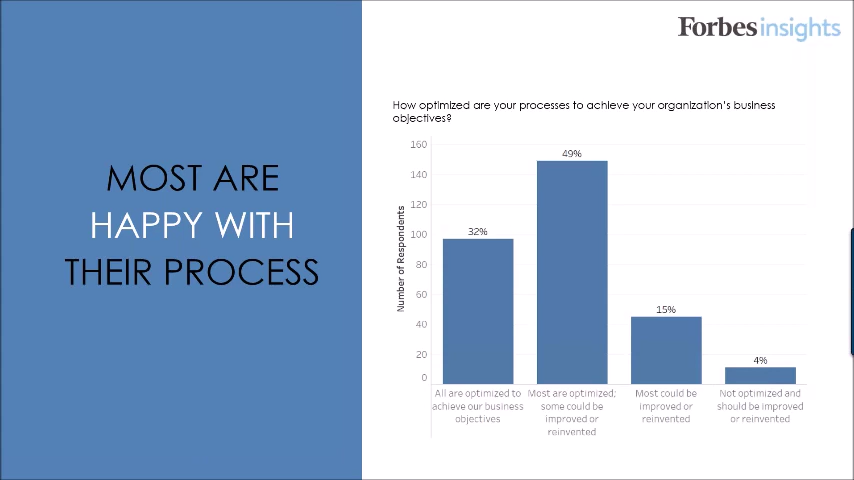 Forbes insights
MOST ARE
HAPPY WITH
THEIR PROCESS
How optimized are your processes to achieve your organization's business
objectives?
Number of Respondents
160
140
120
100
80
60
40
20
0
32%
49%
15%
4%
All are optimized to
achieve our business
objectives
Most are optimized;
some could be
improved or
reinvented
Most could be
improved or
reinvented
Not optimized and
should be improved
or reinvented